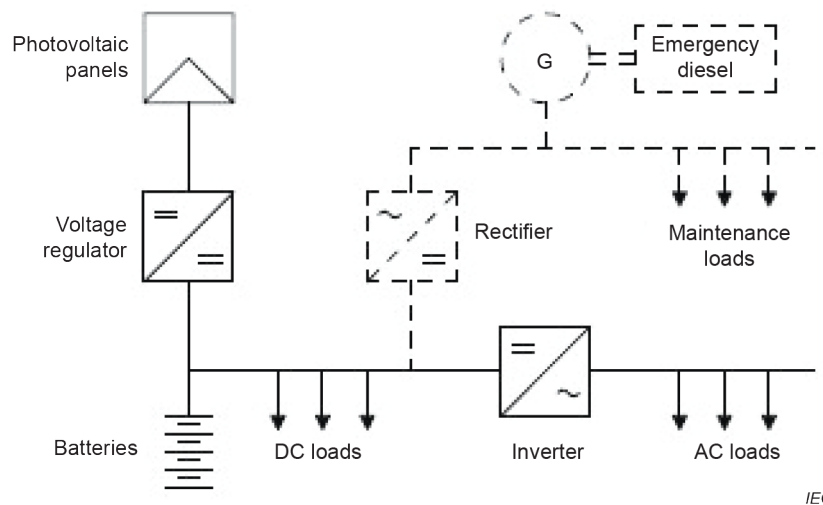 Photovoltaic
panels
G
Emergency
diesel
Voltage
regulator
Rectifier
Maintenance
loads
Batteries
DC loads
Inverter
AC loads